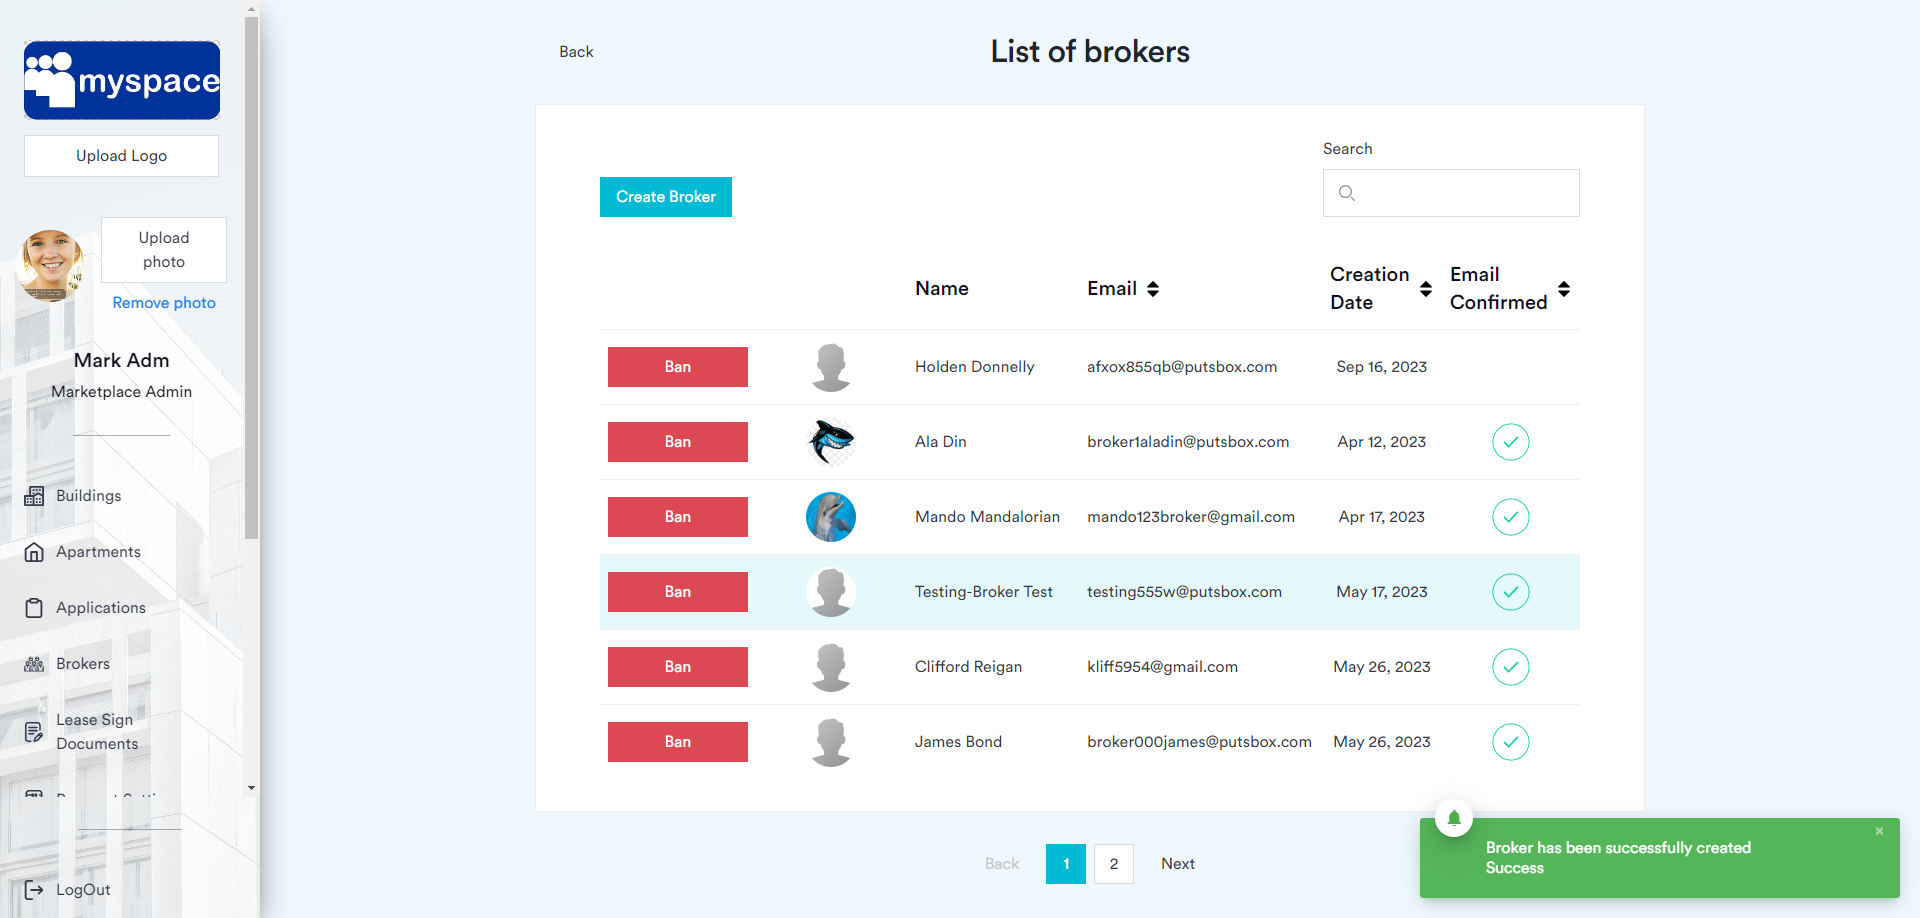 myspace
Upload Logo
Upload
photo
Remove photo
Mark Adm
Marketplace Admin
Buildings
Apartments
Applications
Brokers
Lease Sign
Documents
LogOut
Back
List of brokers
Search
Create Broker
Name Email Creation Date Email Confirmed
Ban Holden Donnelly afxox855qb@putsbox.com Sep 16, 2023
Ban Ala Din broker1aladin@putsbox.com Apr 12, 2023
Ban Mando Mandalorian mando123broker@gmail.com Apr 17, 2023
Ban Testing-Broker Test testing555w@putsbox.com May 17, 2023
Ban Clifford Reigan kliff5954@gmail.com May 26, 2023
Ban James Bond broker000james@putsbox.com May 26, 2023
Back 1 2 Next
Broker has been successfully created
Success
×